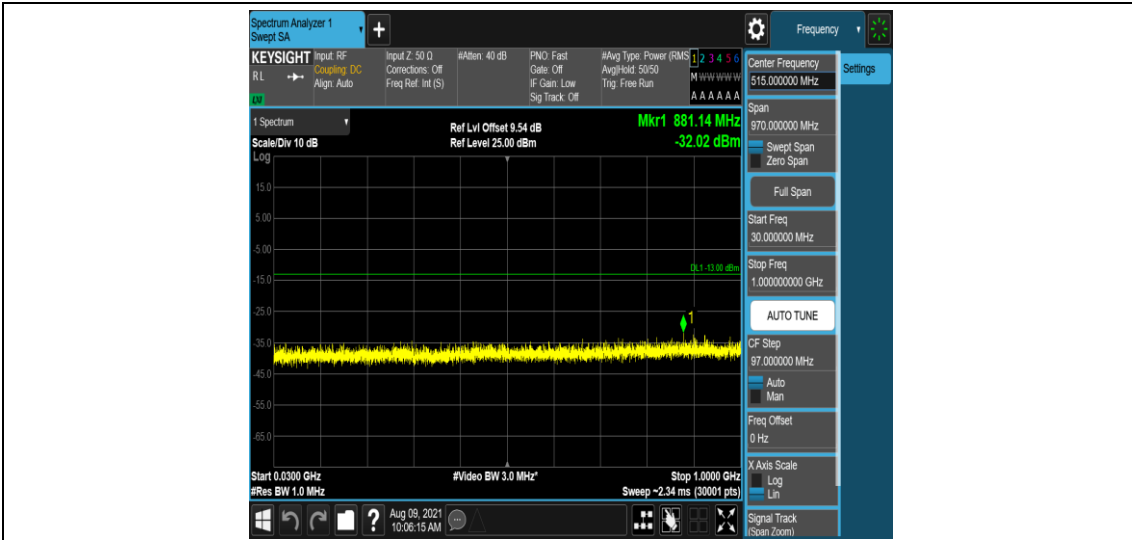 Spectrum Analyzer 1
Swept SA
+
Frequency
KEYSIGHT
RL
Input: RF
Coupling: DC
Align: Auto
Input Z: 50 Ω
Corrections: Off
Freq Ref: Int (S)
#Atten: 40 dB
PNO: Fast
Gate: Off
IF Gain: Low
Sig Track: Off
#Avg Type: Power (RMS
Avg|Hold: 50/50
Trig: Free Run
1 2 3 4 5 6
M W W W W W
A A A A A A
1 Spectrum
Scale/Div 10 dB
Log
Ref Lvl Offset 9.54 dB
Ref Level 25.00 dBm
Mkr1 881.14 MHz
-32.02 dBm
15.0
5.00
-5.00
-15.0
-25.0
-35.0
-45.0
-55.0
-65.0
DL1 -13.00 dBm
1
Start 0.0300 GHz
#Res BW 1.0 MHz
#Video BW 3.0 MHz*
Stop 1.0000 GHz
Sweep ~2.34 ms (30001 pts)
?
Aug 09, 2021
10:06:15 AM
Center Frequency
515.000000 MHz
Settings
Span
970.000000 MHz
Swept Span
Zero Span
Full Span
Start Freq
30.000000 MHz
Stop Freq
1.000000000 GHz
AUTO TUNE
CF Step
97.000000 MHz
Auto
Man
Freq Offset
0 Hz
X Axis Scale
Log
Lin
Signal Track
(Span Zoom)